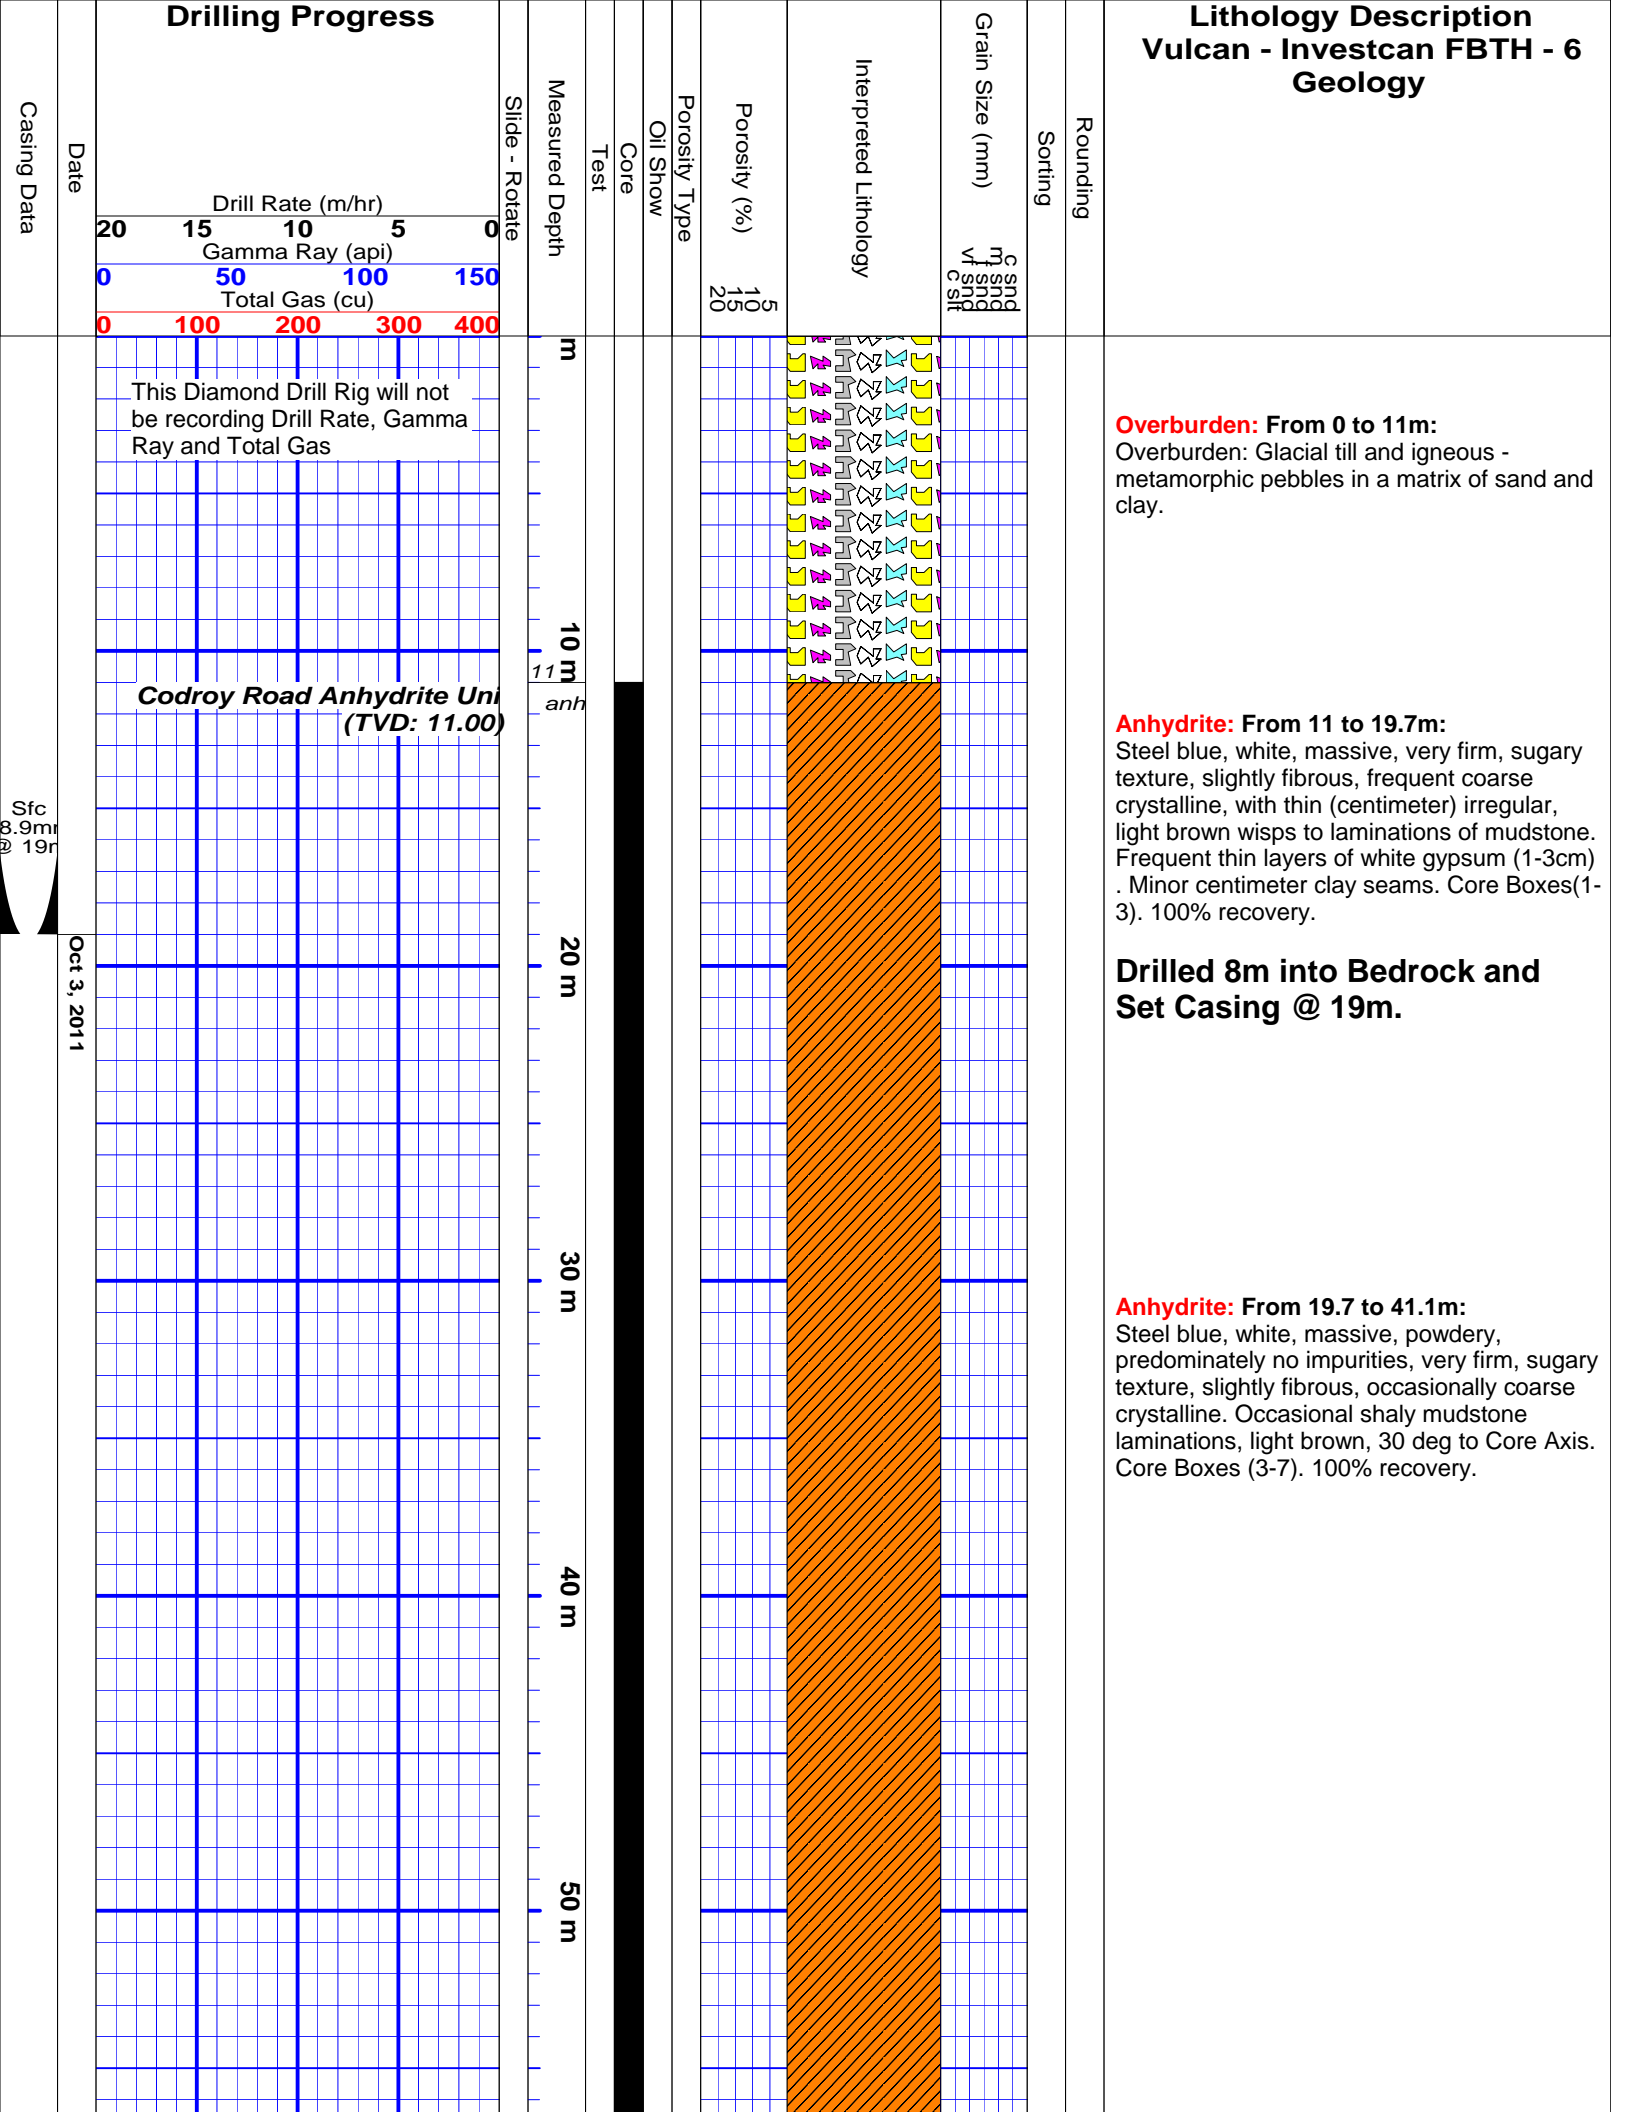 Drilling Progress
Lithology Description
Vulcan - Investcan FBTH - 6
Geology
Casing Data
Date
Drill Rate (m/hr)
20 15 10 5 0
Gamma Ray (api)
0 50 100 150
Total Gas (cu)
0 100 200 300 400
Slide - Rotate
Measured Depth
Test
Core
Oil Show
Porosity Type
Porosity (%)
5
10
15
20
Interpreted Lithology
Grain Size (mm)
c snd
m snd
f snd
vf snd
c slt
Sorting
Rounding
m
This Diamond Drill Rig will not
be recording Drill Rate, Gamma
Ray and Total Gas
Overburden: From 0 to 11m:
Overburden: Glacial till and igneous -
metamorphic pebbles in a matrix of sand and
clay.
10 m
11
Codroy Road Anhydrite Uni
(TVD: 11.00)
anh
Anhydrite: From 11 to 19.7m:
Steel blue, white, massive, very firm, sugary
texture, slightly fibrous, frequent coarse
crystalline, with thin (centimeter) irregular,
light brown wisps to laminations of mudstone.
Frequent thin layers of white gypsum (1-3cm)
. Minor centimeter clay seams. Core Boxes(1-
3). 100% recovery.
Sfc
8.9m
@ 19
Oct 3, 2011
20 m
Drilled 8m into Bedrock and
Set Casing @ 19m.
30 m
Anhydrite: From 19.7 to 41.1m:
Steel blue, white, massive, powdery,
predominately no impurities, very firm, sugary
texture, slightly fibrous, occasionally coarse
crystalline. Occasional shaly mudstone
laminations, light brown, 30 deg to Core Axis.
Core Boxes (3-7). 100% recovery.
40 m
50 m